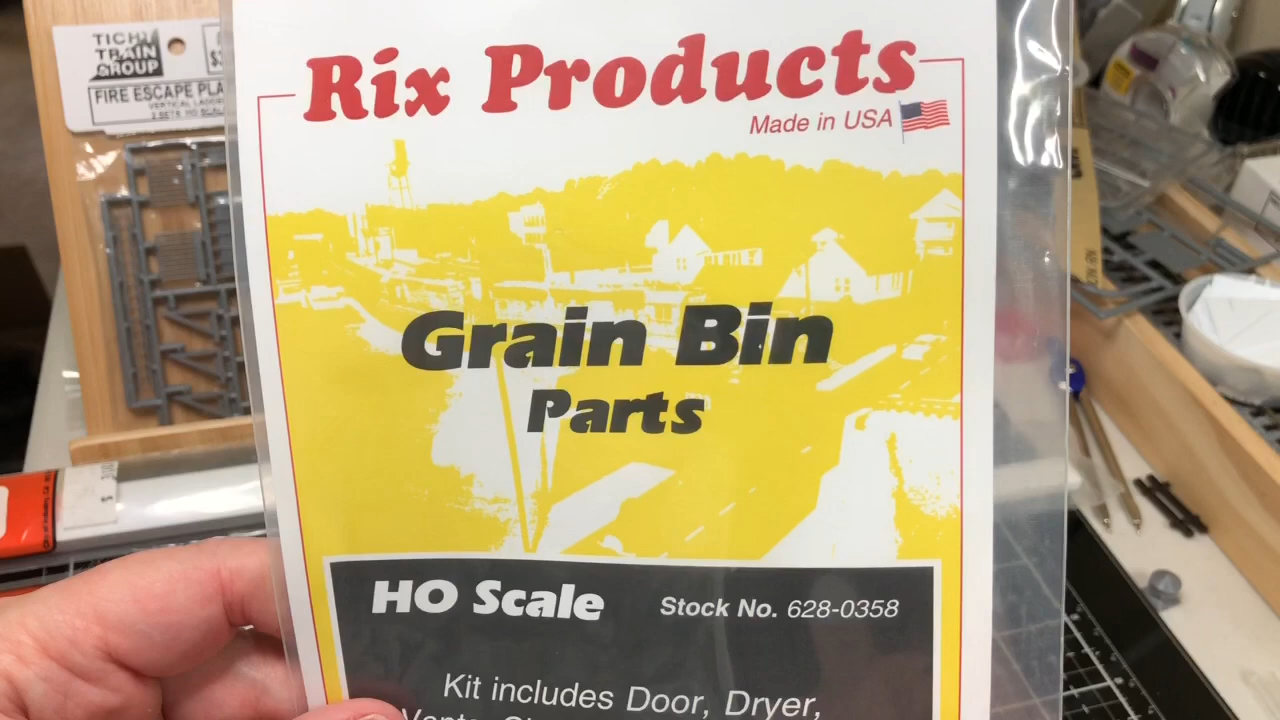 TICHY
TRAIN
GROUP
FIRE ESCAPE
Rix Products
Made in USA
Grain Bin
Parts
HO Scale
Stock No. 628-0358
Kit includes Door, Dryer,